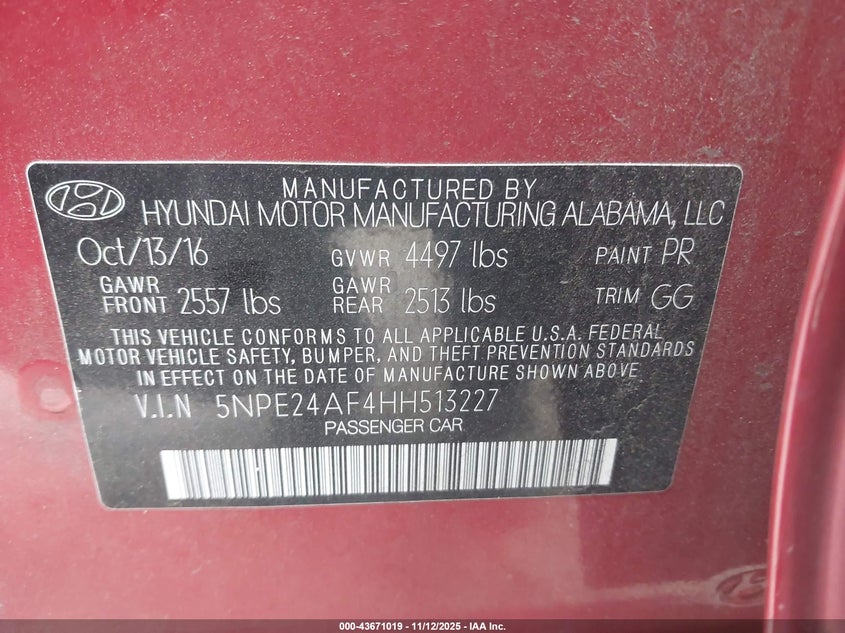 MANUFACTURED BY
HYUNDAI MOTOR MANUFACTURING ALABAMA, LLC
Oct/13/16 GVWR 4497 lbs PAINT PR
GAWR FRONT 2557 lbs GAWR REAR 2513 lbs TRIM GG
THIS VEHICLE CONFORMS TO ALL APPLICABLE U.S.A. FEDERAL
MOTOR VEHICLE SAFETY, BUMPER, AND THEFT PREVENTION STANDARDS
IN EFFECT ON THE DATE OF MANUFACTURE SHOWN ABOVE
V.I.N 5NPE24AF4HH513227
PASSENGER CAR
000-43671019 - 11/12/2025 - IAA Inc.